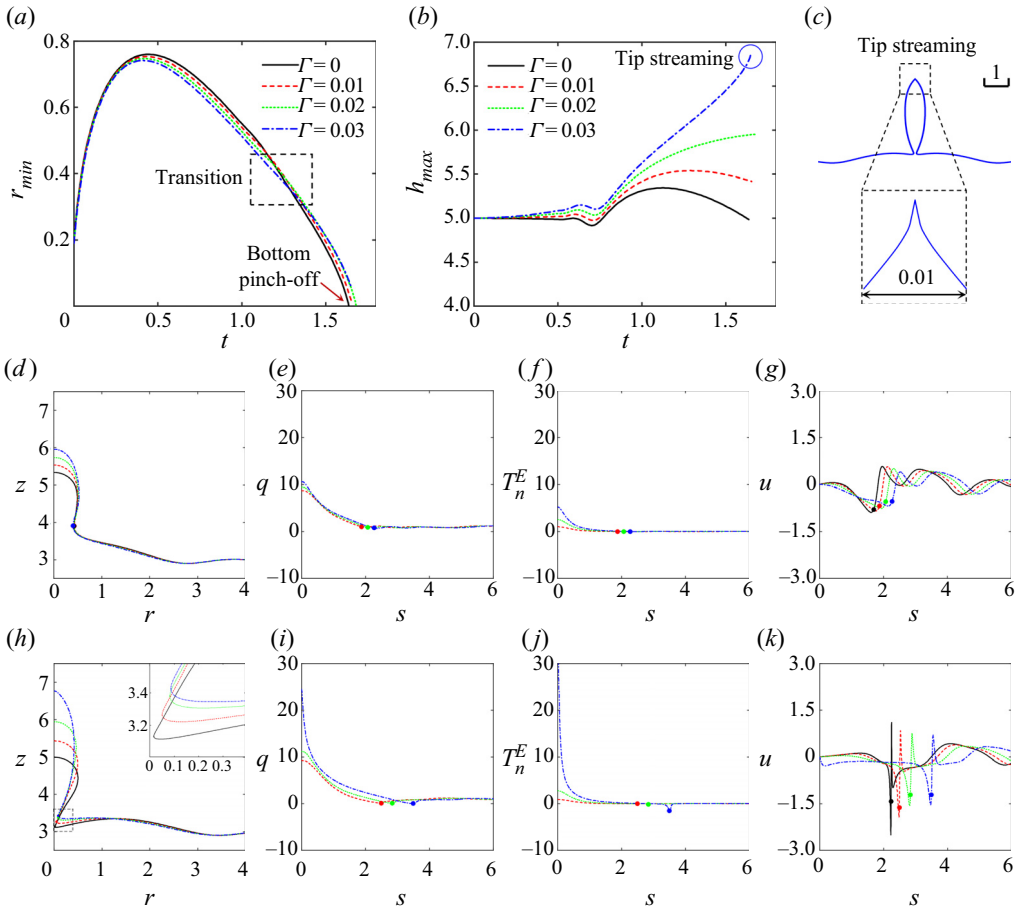 (a)
r_min
0.8
0.6
0.4
0.2
0
0.5
1.0
1.5
t
Γ = 0
Γ = 0.01
Γ = 0.02
Γ = 0.03
Transition
Bottom
pinch-off
(b)
h_max
7.0
6.5
6.0
5.5
5.0
4.5
4.0
0
0.5
1.0
1.5
t
Tip streaming
Γ = 0
Γ = 0.01
Γ = 0.02
Γ = 0.03
(c)
Tip streaming
1
0.01
(d)
z
7
6
5
4
3
0
1
2
3
4
r
(e)
q
30
20
10
0
−10
0
2
4
6
s
(f)
T_n^E
30
20
10
0
−10
0
2
4
6
s
(g)
u
3.0
1.5
0
−1.5
−3.0
0
1
2
3
4
5
6
s
(h)
z
7
6
5
4
3
0
1
2
3
4
r
3.4
3.2
0
0.1
0.2
0.3
(i)
q
30
20
10
0
−10
0
2
4
6
s
(j)
T_n^E
30
20
10
0
−10
0
2
4
6
s
(k)
u
3.0
1.5
0
−1.5
−3.0
0
1
2
3
4
5
6
s